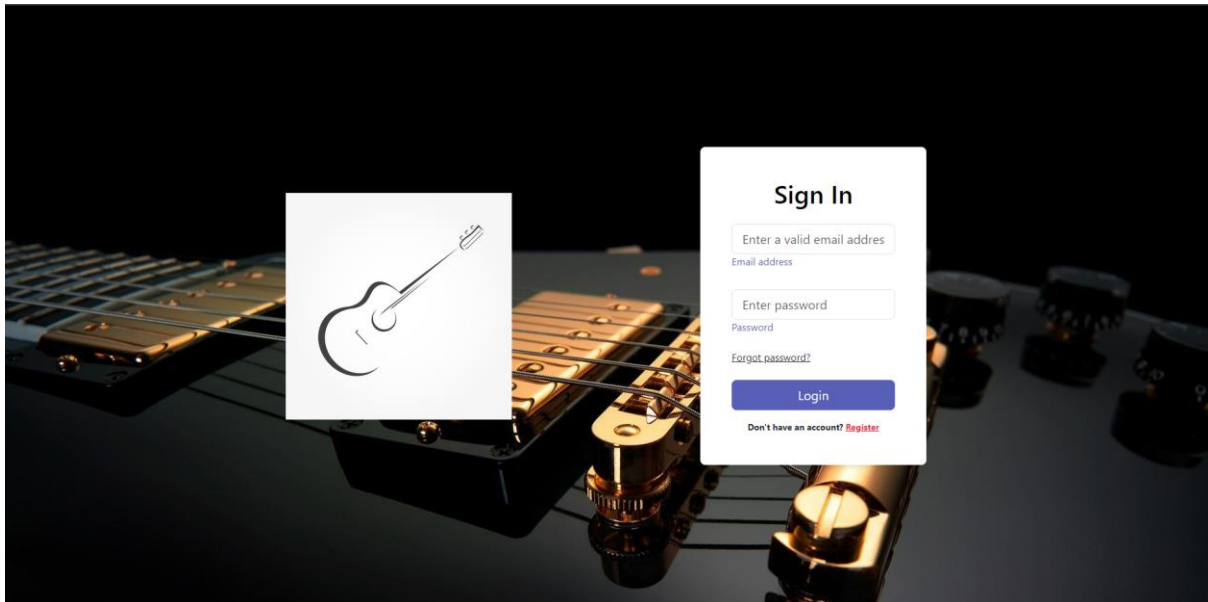 Sign In
Enter a valid email addres
Email address
Enter password
Password
Forgot password?
Login
Don't have an account? Register